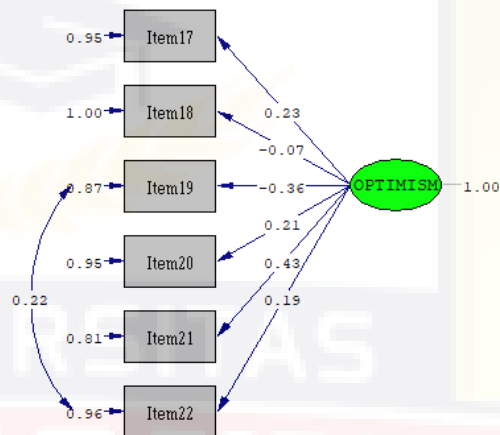 0.95 Item17
0.23
1.00 Item18
-0.07
0.87 Item19 -0.36 OPTIMISM 1.00
0.21
0.95 Item20 0.43
0.22 0.19
0.81 Item21
RSITAS
0.96 Item22